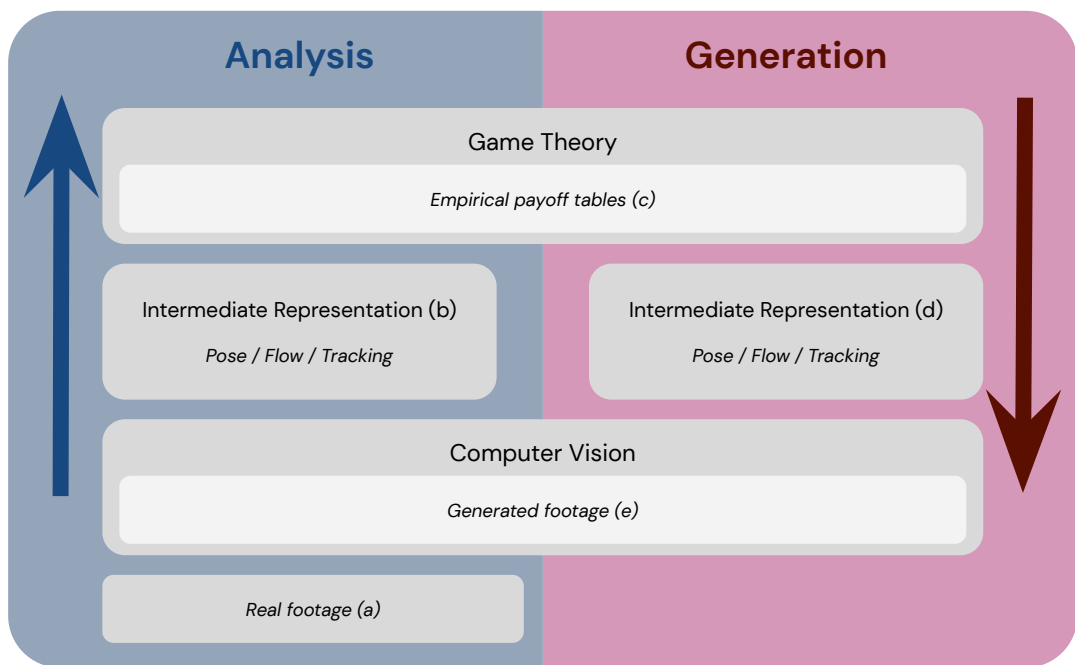 Analysis
Generation
Game Theory
Empirical payoff tables (c)
Intermediate Representation (b)
Pose / Flow / Tracking
Intermediate Representation (d)
Pose / Flow / Tracking
Computer Vision
Generated footage (e)
Real footage (a)